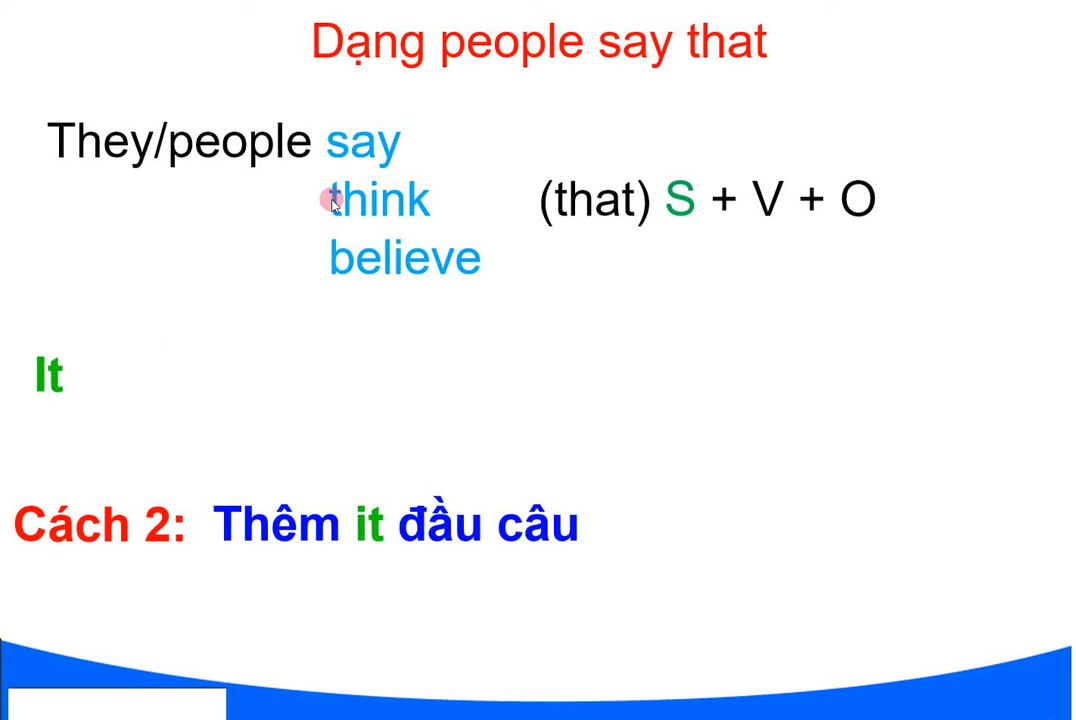 Dạng people say that
They/people say
think (that) S + V + O
believe
It
Cách 2: Thêm it đầu câu